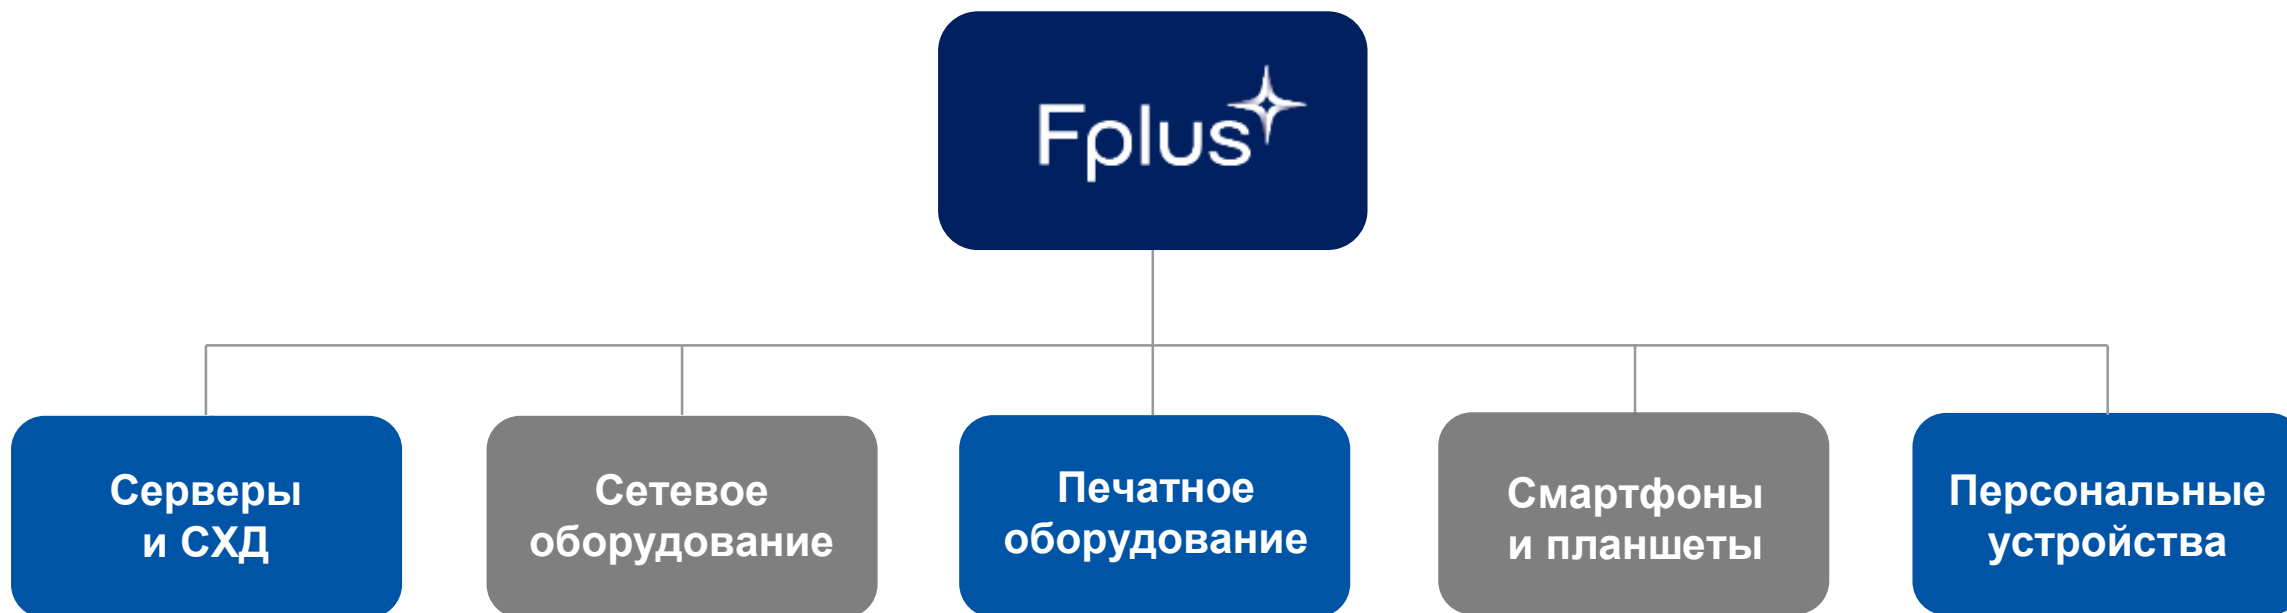 Fplus
Серверы
и СХД
Сетевое
оборудование
Печатное
оборудование
Смартфоны
и планшеты
Персональные
устройства